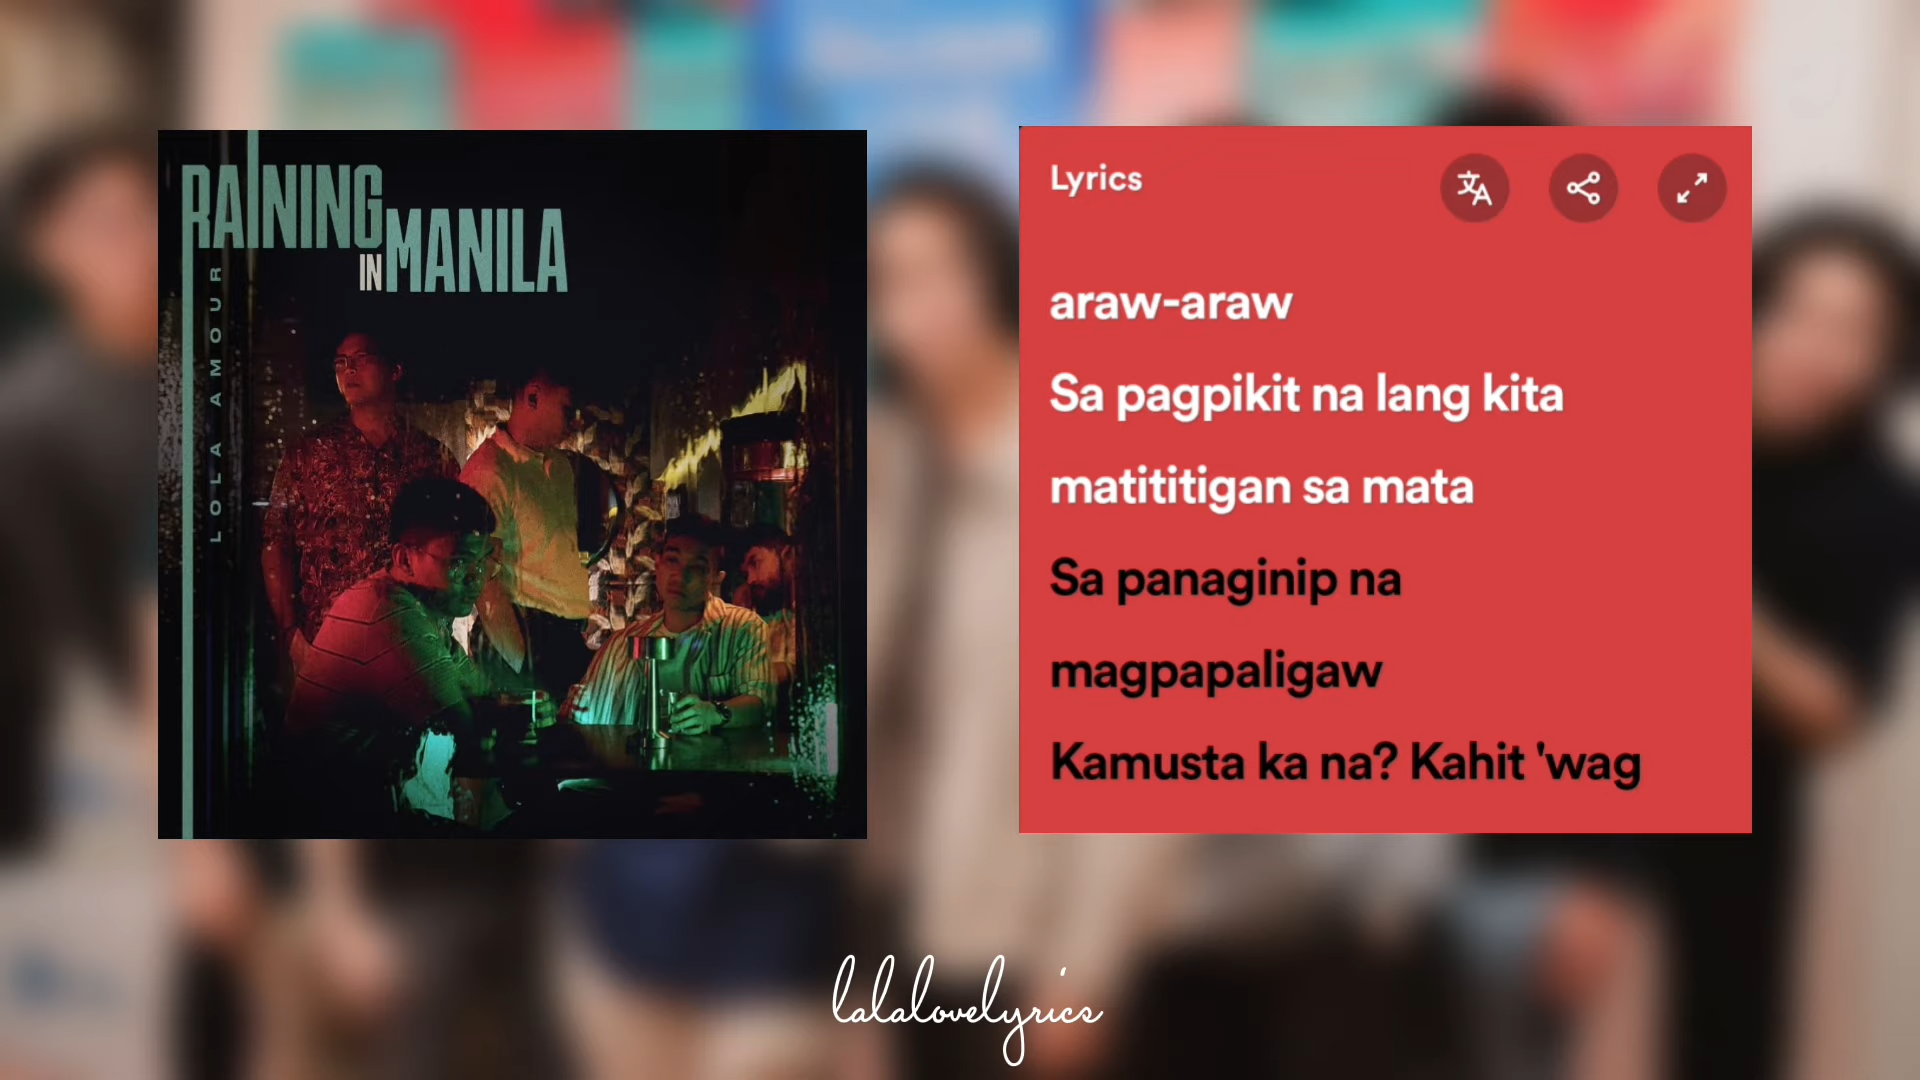 RAINING
IN MANILA
LOLA AMOUR
Lyrics
araw-araw
Sa pagpikit na lang kita
matititigan sa mata
Sa panaginip na
magpapaligaw
Kamusta ka na? Kahit 'wag
lalalovelyrics